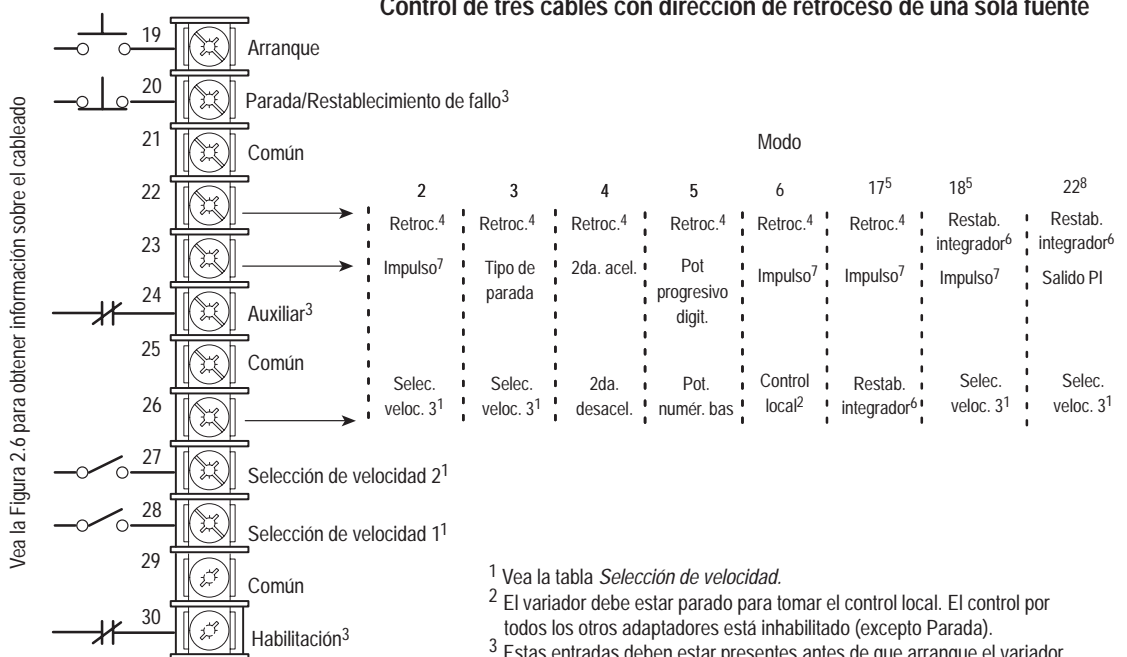 Control de tres cables con dirección de retroceso de una sola fuente
Vea la Figura 2.6 para obtener información sobre el cableado
19 Arranque
20 Parada/Restablecimiento de fallo3
21 Común
22
23
24 Auxiliar3
25 Común
26
27 Selección de velocidad 21
28 Selección de velocidad 11
29 Común
30 Habilitación3
Modo
2 3 4 5 6 175 185 228
Retroc.4 Retroc.4 Retroc.4 Retroc.4 Retroc.4 Retroc.4 Restab. Restab.
integrador6 integrador6
Impulso7 Tipo de 2da. acel. Pot Impulso7 Impulso7 Impulso7 Salido PI
parada progresivo
digit.
Selec. Selec. 2da. Pot. Control Restab. Selec. Selec.
veloc. 31 veloc. 31 desacel. numér. bas local2 integrador6 veloc. 31 veloc. 31
1 Vea la tabla Selección de velocidad.
2 El variador debe estar parado para tomar el control local. El control por
todos los otros adaptadores está inhabilitado (excepto Parada).
3 Estas entradas deben estar presentes antes de que arranque el variador.